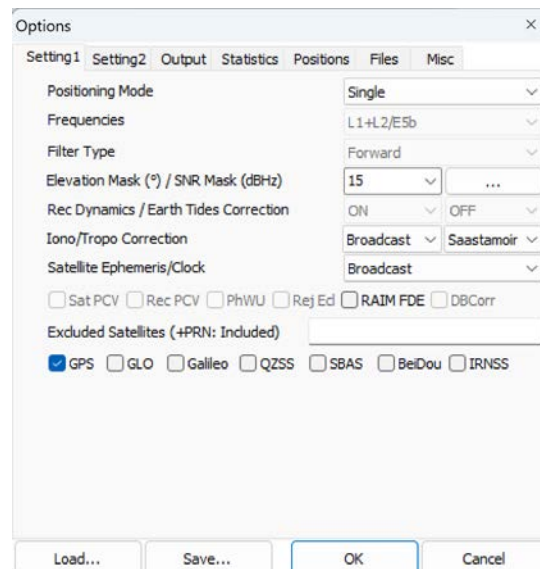 Options
Setting1 Setting2 Output Statistics Positions Files Misc
Positioning Mode Single
Frequencies L1+L2/E5b
Filter Type Forward
Elevation Mask (°) / SNR Mask (dBHz) 15 ...
Rec Dynamics / Earth Tides Correction ON OFF
Iono/Tropo Correction Broadcast Saastamoir
Satellite Ephemeris/Clock Broadcast
Sat PCV Rec PCV PhWU Rej Ecl RAIM FDE DBCorr
Excluded Satellites (+PRN: Included)
GPS GLO Galileo QZSS SBAS BeiDou IRNSS
Load... Save... OK Cancel